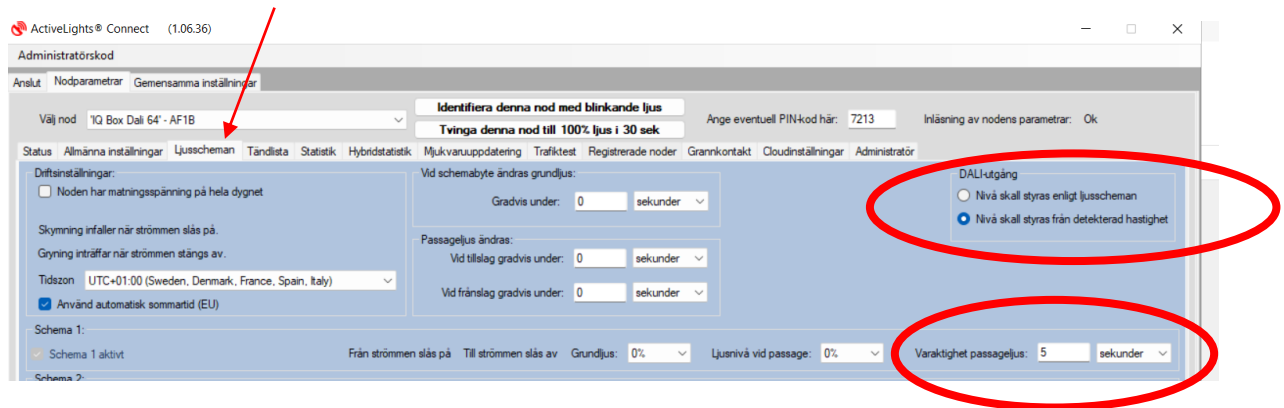 ActiveLights® Connect (1.06.36)
Administratörskod
Anslut Nodparametrar Gemensamma inställningar
Välj nod 'IQ Box Dali 64' - AF1B
Identifiera denna nod med blinkande ljus
Tvinga denna nod till 100% ljus i 30 sek
Ange eventuell PIN-kod här: 7213
Inläsning av nodens parametrar: Ok
Status Allmänna inställningar Ljusscheman Tändlista Statistik Hybridstatistik Mjukvaruuppdatering Trafiktest Registrerade noder Grannkontakt Cloudinställningar Administratör
Driftsinställningar:
Noden har matningsspänning på hela dygnet
Skymning infaller när strömmen slås på.
Gryning inträffar när strömmen stängs av.
Tidszon UTC+01:00 (Sweden, Denmark, France, Spain, Italy)
Använd automatisk sommartid (EU)
Vid schemabyte ändras grundljus:
Gradvis under: 0 sekunder
Passageljus ändras:
Vid tillslag gradvis under: 0 sekunder
Vid frånslag gradvis under: 0 sekunder
DALI-utgång
Nivå skall styras enligt ljusscheman
Nivå skall styras från detekterad hastighet
Schema 1:
Schema 1 aktivt Från strömmen slås på Till strömmen slås av Grundljus: 0% Ljusnivå vid passage: 0% Varaktighet passageljus: 5 sekunder
Schema 2: